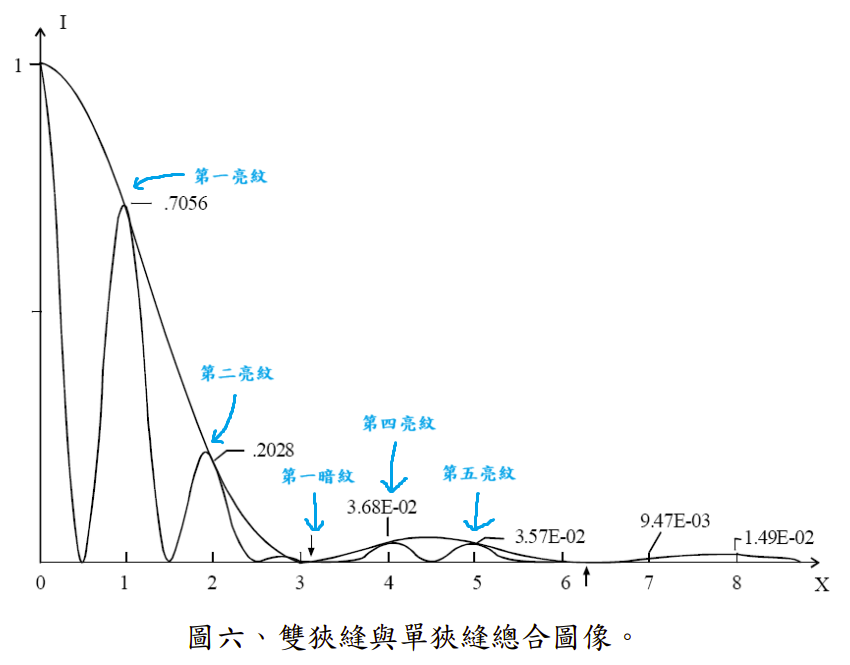 I
1
第一亮紋
.7056
第二亮紋
.2028
第一暗紋
第四亮紋
3.68E-02
第五亮紋
3.57E-02
9.47E-03
1.49E-02
0 1 2 3 4 5 6 7 8 X
圖六、雙狹縫與單狹縫總合圖像。